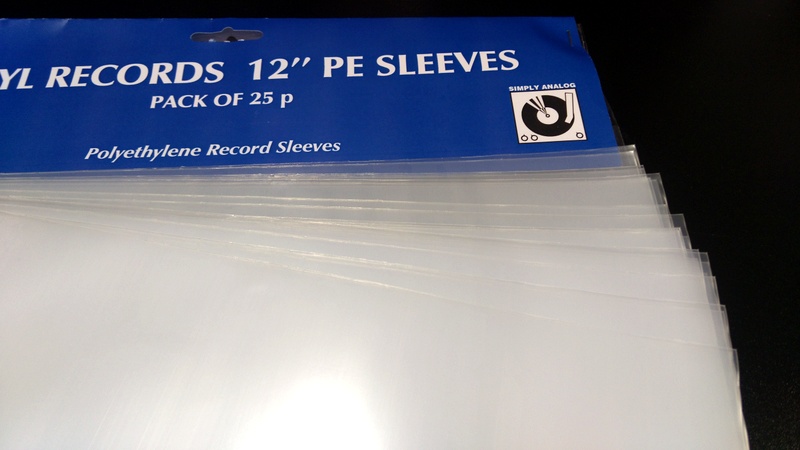 YL RECORDS 12" PE SLEEVES
PACK OF 25 p
SIMPLY ANALOG
Polyethylene Record Sleeves